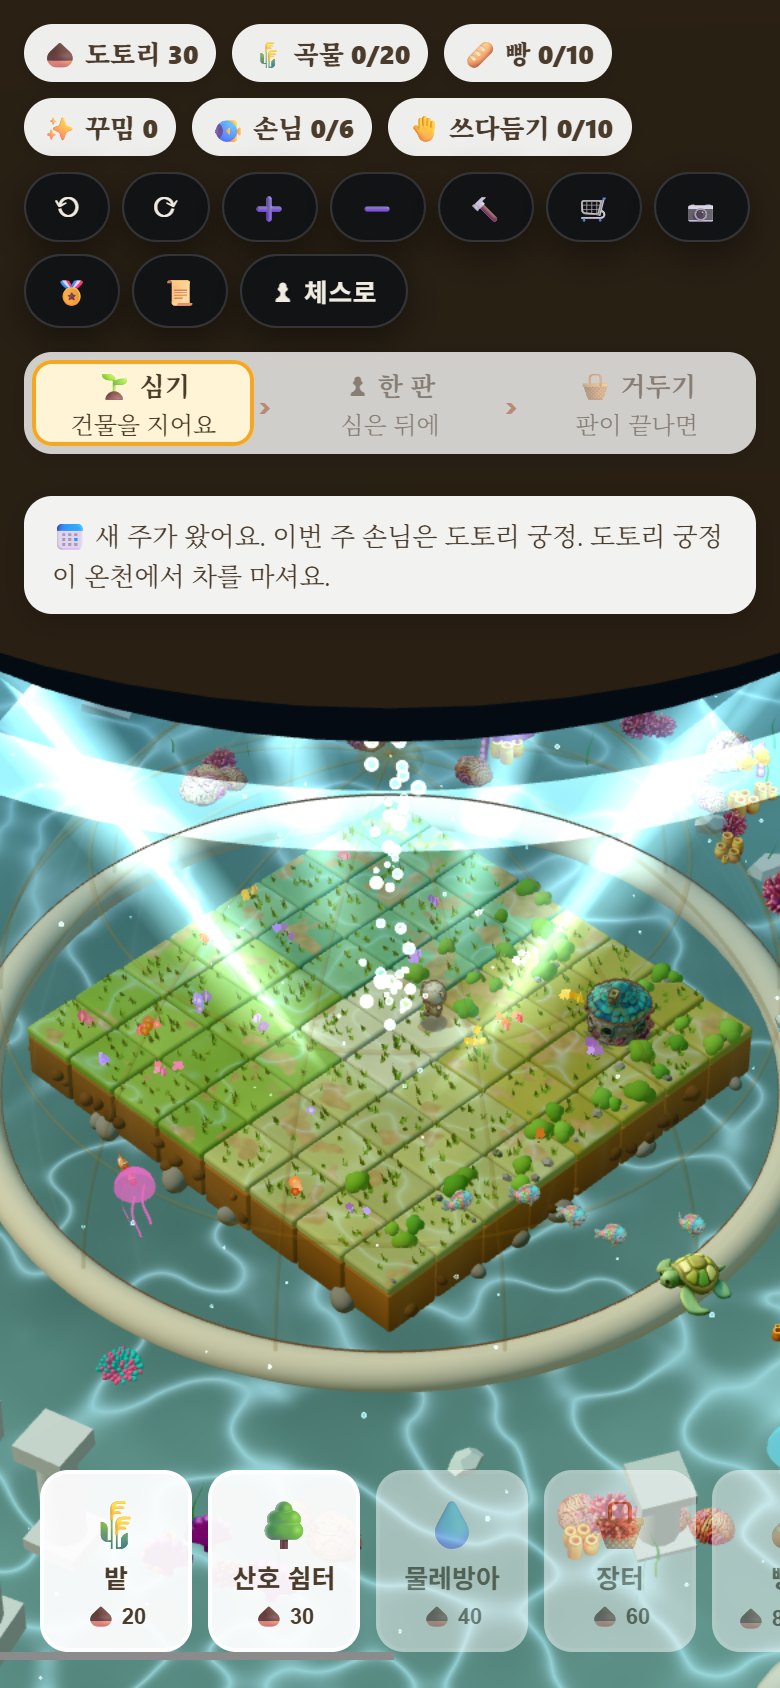 도토리 30
곡물 0/20
빵 0/10
꾸밈 0
손님 0/6
쓰다듬기 0/10
체스로
심기
건물을 지어요
한 판
심은 뒤에
거두기
판이 끝나면
새 주가 왔어요. 이번 주 손님은 도토리 궁정. 도토리 궁정
이 온천에서 차를 마셔요.
밭
20
산호 쉼터
30
물레방아
40
장터
60